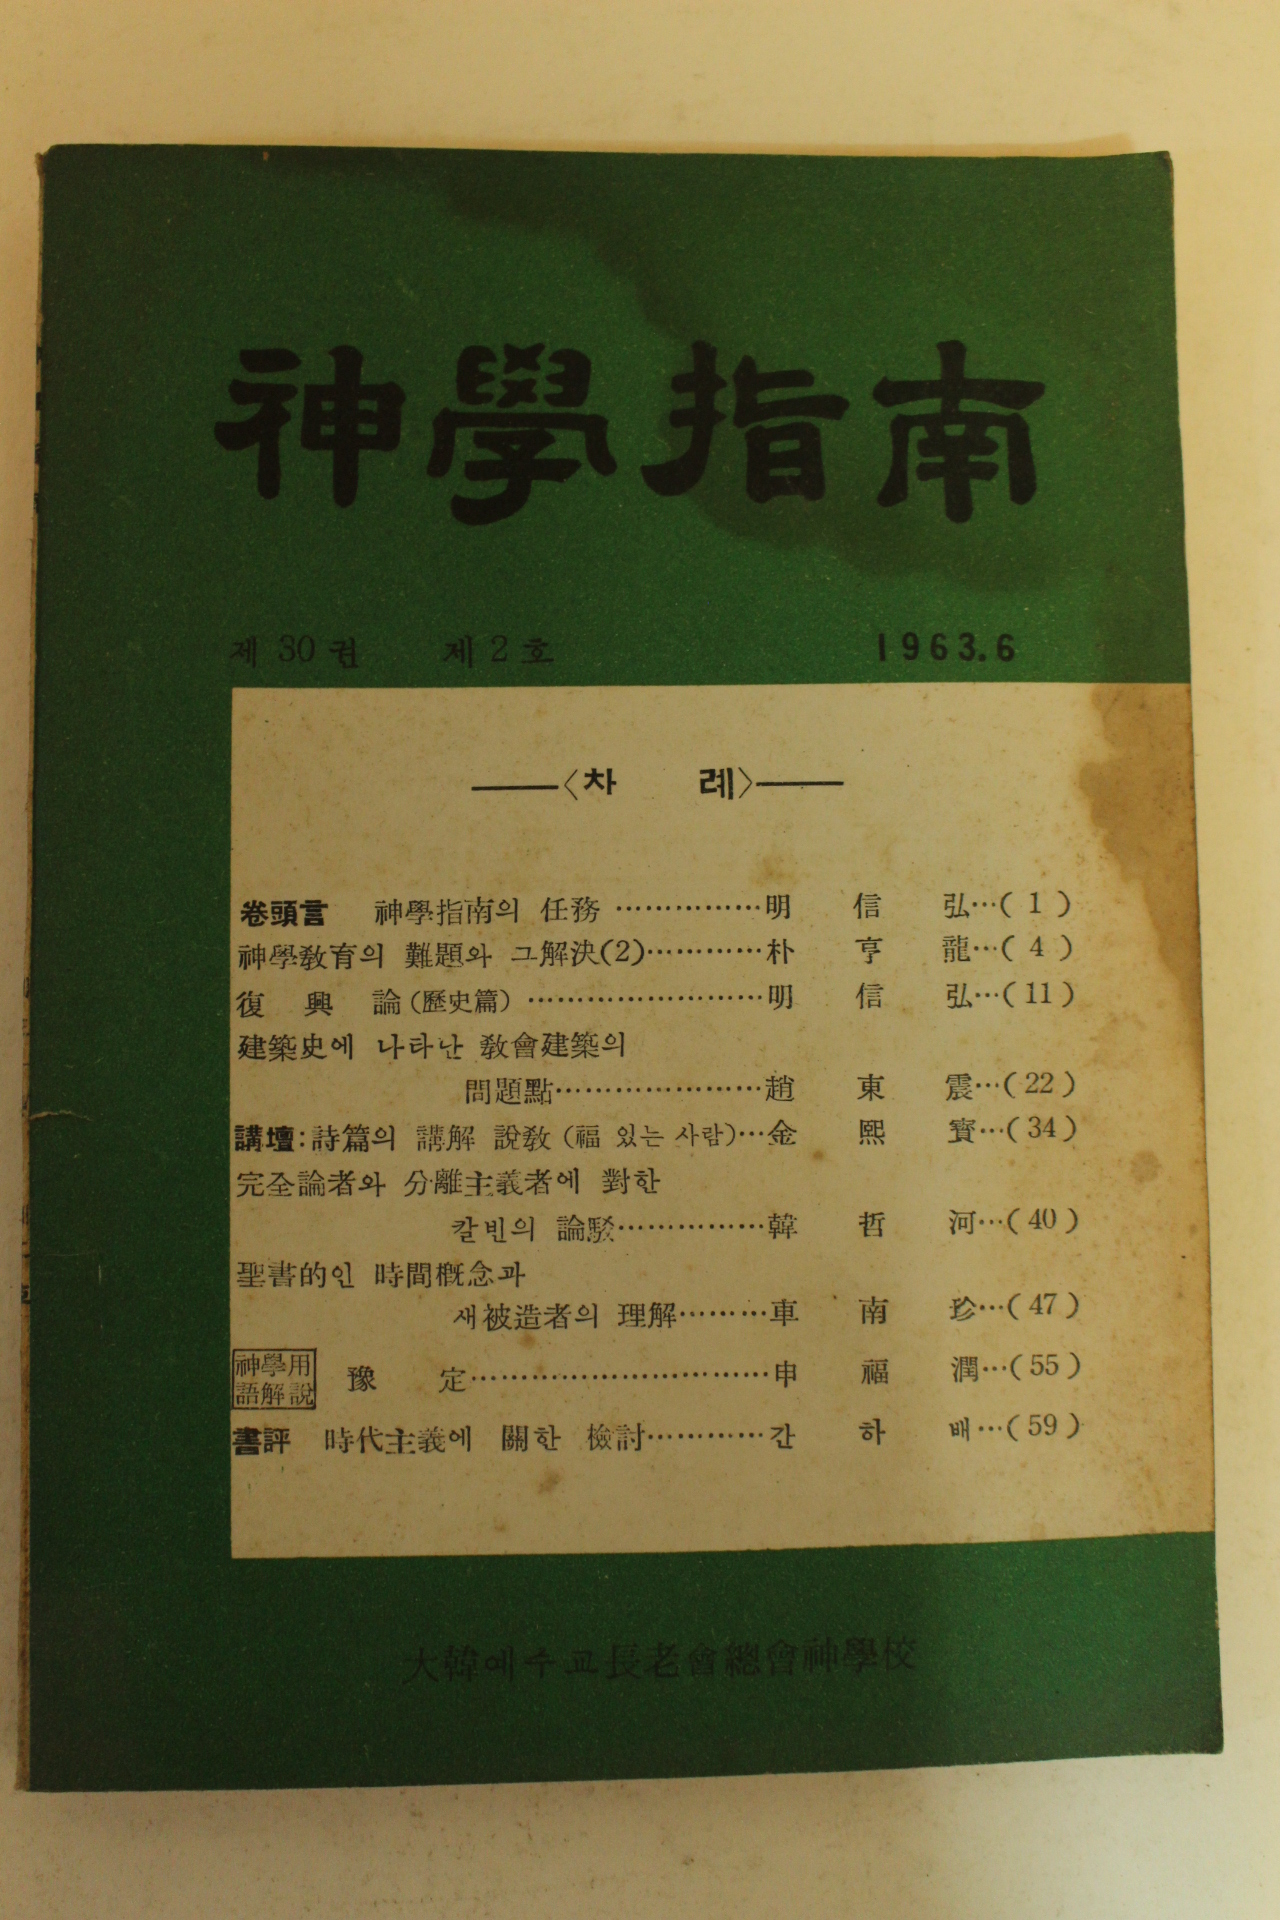 神學指南
제 30 권 제 2 호 1963.6
〈차 례〉
卷頭言 神學指南의 任務 ……………明 信 弘…( 1 )
神學敎育의 難題와 그解決(2)…………朴 亨 龍…( 4 )
復 興 論(歷史篇) ……………………明 信 弘…( 11 )
建築史에 나타난 敎會建築의
問題點……………………趙 東 震…( 22 )
講壇: 詩篇의 講解 說敎 (福 있는 사람)…金 熙 寶…( 34 )
完全論者와 分離主義者에 對한
칼빈의 論駁……………韓 哲 河…( 40 )
聖書的인 時間槪念과
새被造者의 理解………車 南 珍…( 47 )
神學用
語解說 豫 定…………………………申 福 潤…( 55 )
書評 時代主義에 關한 檢討…………간 하 배…( 59 )
大韓예수교長老會總會神學校